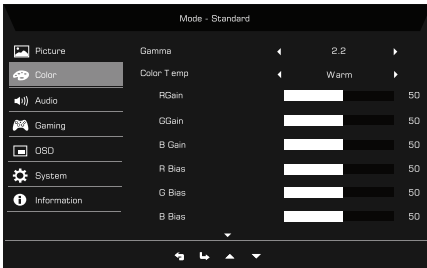 Mode - Standard
Picture
Gamma 2.2
Color
Color Temp Warm
RGain 50
Audio
GGain 50
Gaming
B Gain 50
OSD
R Bias 50
System
G Bias 50
Information
B Bias 50